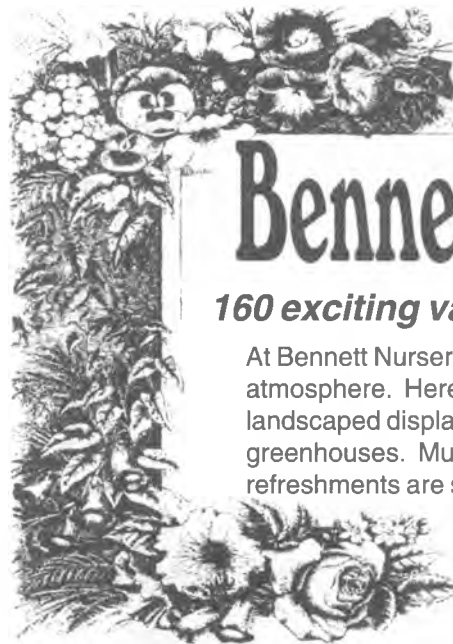 Benne
160 exciting va
At Bennett Nurser
atmosphere. Here
landscaped displa
greenhouses. Mu
refreshments are s